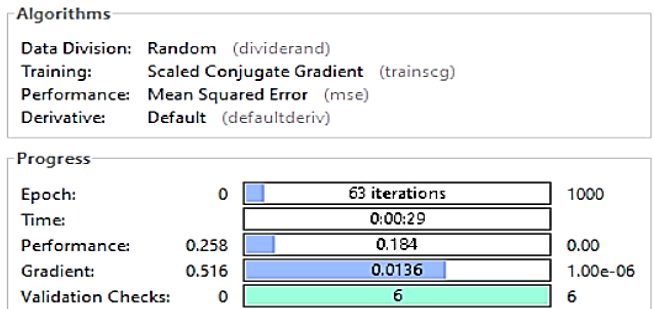 Algorithms
Data Division: Random (dividerand)
Training: Scaled Conjugate Gradient (trainscg)
Performance: Mean Squared Error (mse)
Derivative: Default (defaultderiv)
Progress
Epoch: 0 63 iterations 1000
Time: 0:00:29
Performance: 0.258 0.184 0.00
Gradient: 0.516 0.0136 1.00e-06
Validation Checks: 0 6 6